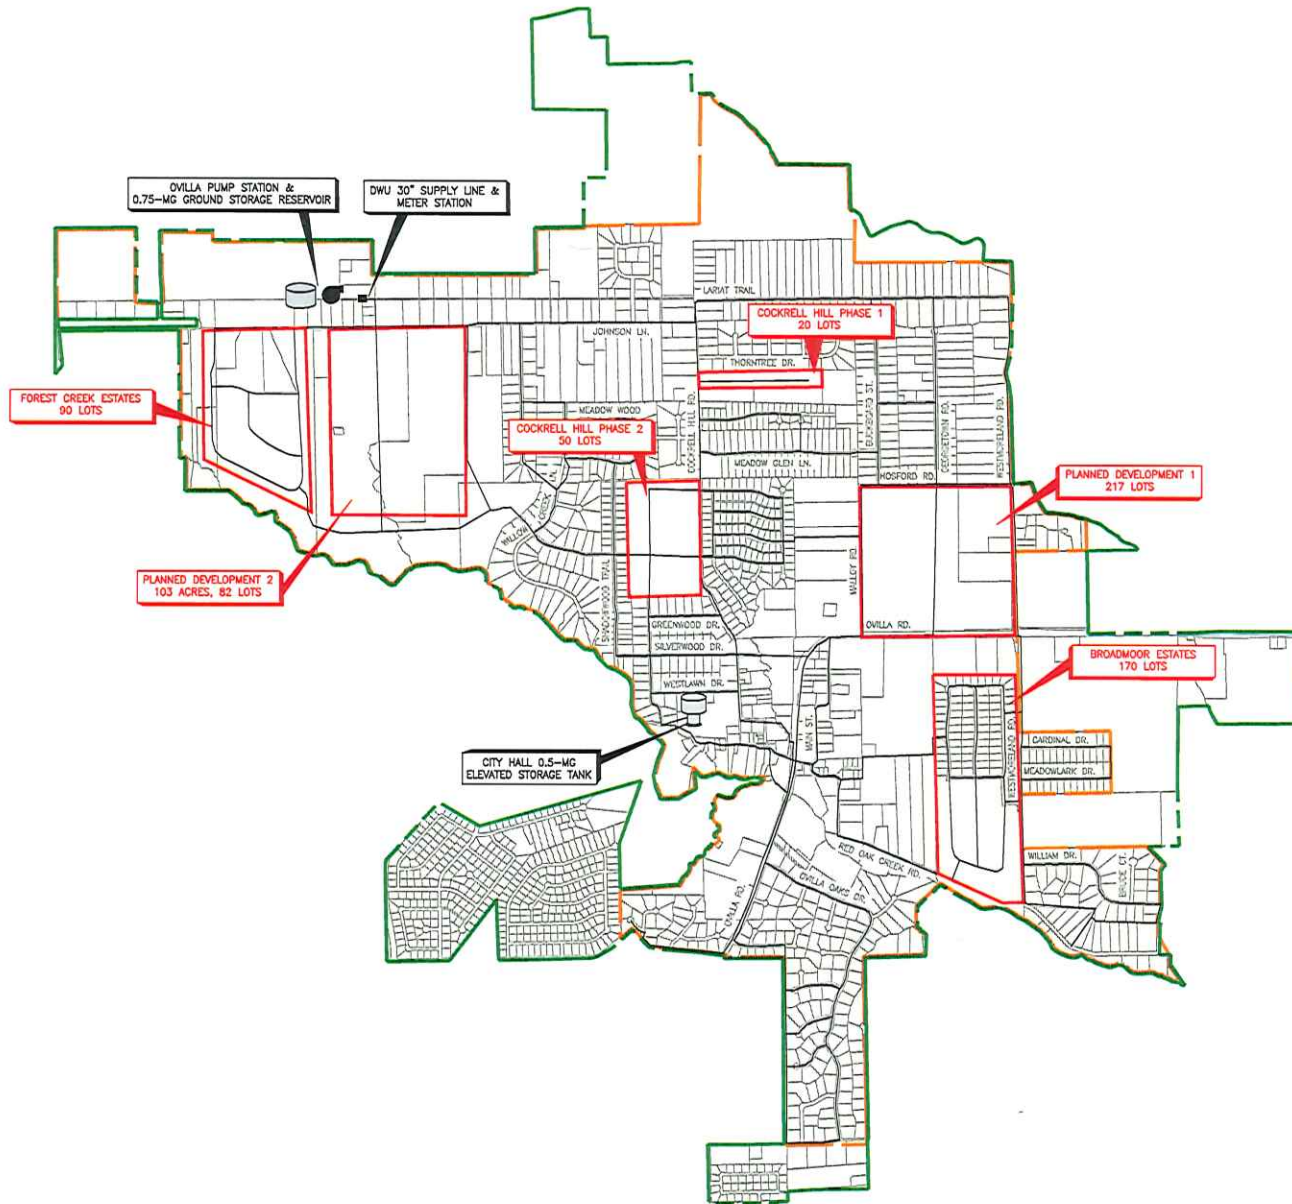 OVILLA PUMP STATION &
0.75-MG GROUND STORAGE RESERVOIR
DWU 30" SUPPLY LINE &
METER STATION
LARIAT TRAIL
COCKRELL HILL PHASE 1
20 LOTS
JOHNSON LN.
THORNTREE DR.
FOREST CREEK ESTATES
90 LOTS
MEADOW WOOD
COCKRELL HILL RD.
BUCKBOARD ST.
GEORGETOWN RD.
WESTMORELAND RD.
COCKRELL HILL PHASE 2
50 LOTS
MEADOW GLEN LN.
HOSFORD RD.
PLANNED DEVELOPMENT 1
217 LOTS
WILLOW CREEK LN.
PLANNED DEVELOPMENT 2
103 ACRES, 82 LOTS
SHADOWWOOD TRAIL
MALLOY RD.
GREENWOOD DR.
SILVERWOOD DR.
OVILLA RD.
BROADMOOR ESTATES
170 LOTS
WESTLAWN DR.
MAIN ST.
WESTMORELAND RD.
CARDINAL DR.
MEADOWLARK DR.
CITY HALL 0.5-MG
ELEVATED STORAGE TANK
RED OAK CREEK RD.
WILLIAM DR.
BRUCE CT.
OVILLA OAKS DR.
OVILLA RD.